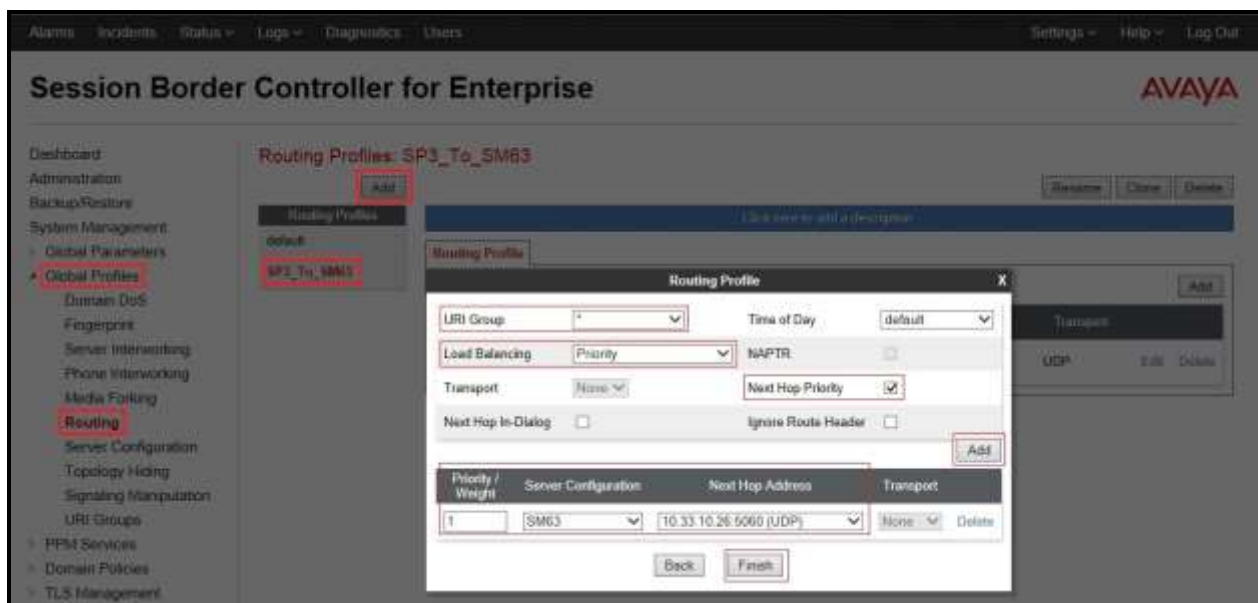 Alarms Incidents Status Logs Diagnostics Users Settings Help Log Out
Session Border Controller for Enterprise
AVAYA
Dashboard
Administration
Backup/Restore
System Management
Global Parameters
Global Profiles
Domain DoS
Fingerprint
Server Interworking
Phone Interworking
Media Forking
Routing
Server Configuration
Topology Hiding
Signaling Manipulation
URI Groups
PPM Services
Domain Policies
TLS Management
Routing Profiles: SP3_To_SM63
Add
Rename Clone Delete
Routing Profiles
default
SP3_To_SM63
Click here to add a description.
Routing Profile
Add
Transport
UDP Edit Delete
Routing Profile X
URI Group * Time of Day default
Load Balancing Priority NAPTR
Transport None Next Hop Priority
Next Hop In-Dialog Ignore Route Header
Add
Priority / Weight Server Configuration Next Hop Address Transport
1 SM63 10.33.10.26:5060 (UDP) None Delete
Back Finish